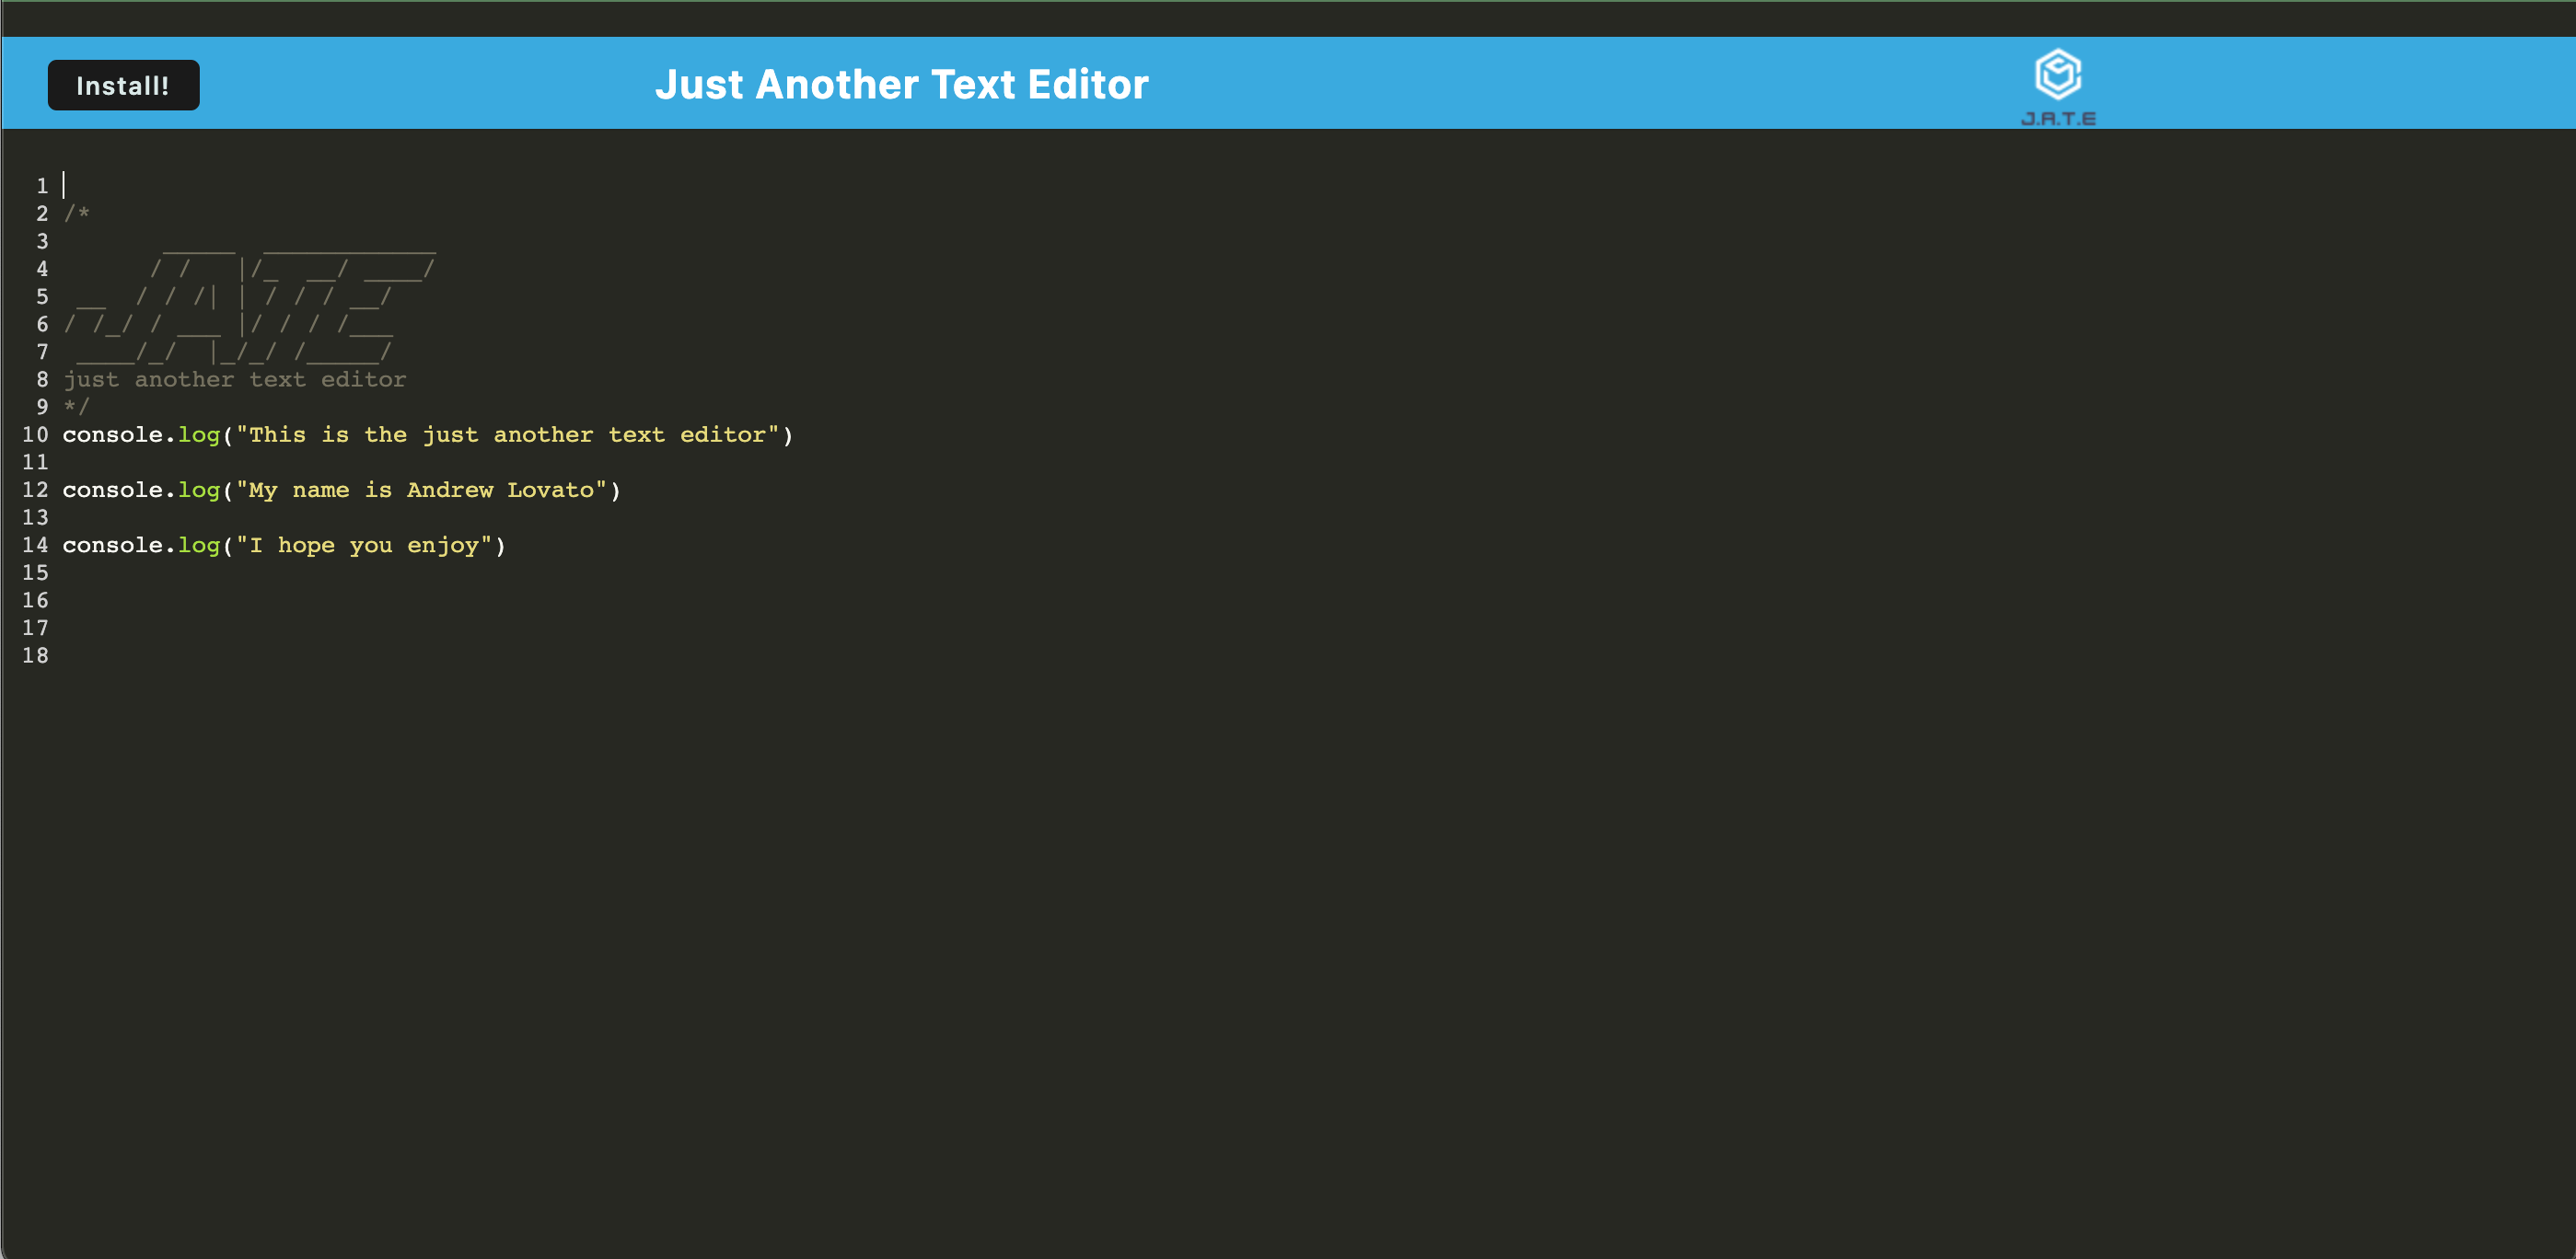 Install!
Just Another Text Editor
J.A.T.E
1
2 /*
3       _____  ____________
4      / /   |/_  __/ ____/
5  __  / / /| | / / / __/
6 / /_/ / ___ |/ / / /___
7  ____/_/  |_/_/ /_____/
8 just another text editor
9 */
10 console.log("This is the just another text editor")
11
12 console.log("My name is Andrew Lovato")
13
14 console.log("I hope you enjoy")
15
16
17
18